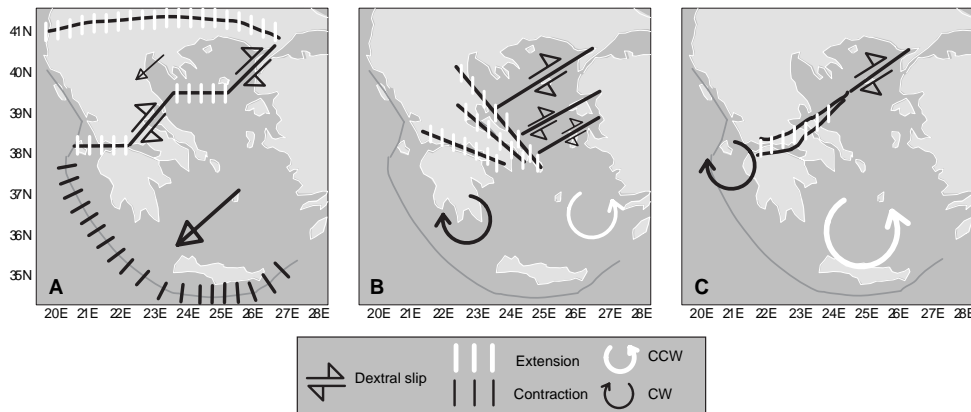 41N
40N
39N
38N
37N
36N
35N
A
B
C
20E 21E 22E 23E 24E 25E 26E 27E 28E
20E 21E 22E 23E 24E 25E 26E 27E 28E
20E 21E 22E 23E 24E 25E 26E 27E 28E
Dextral slip
Extension
Contraction
CCW
CW